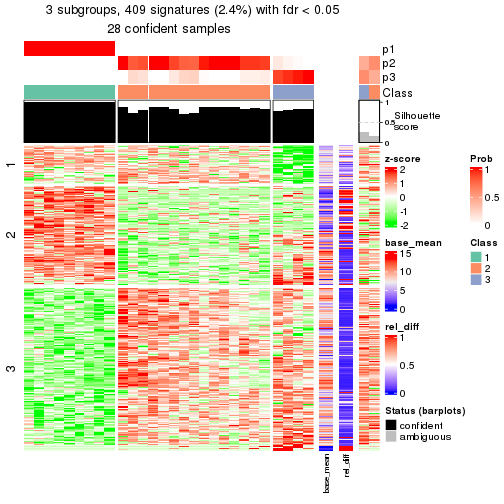 3 subgroups, 409 signatures (2.4%) with fdr < 0.05
28 confident samples
p1
p2
p3
Class
1
0.5
0
Silhouette
score
1
2
3
z-score
2
1
0
-1
-2
base_mean
15
10
5
0
rel_diff
1
0.5
0
Status (barplots)
confident
ambiguous
Prob
1
0.5
0
Class
1
2
3
base_mean
rel_diff